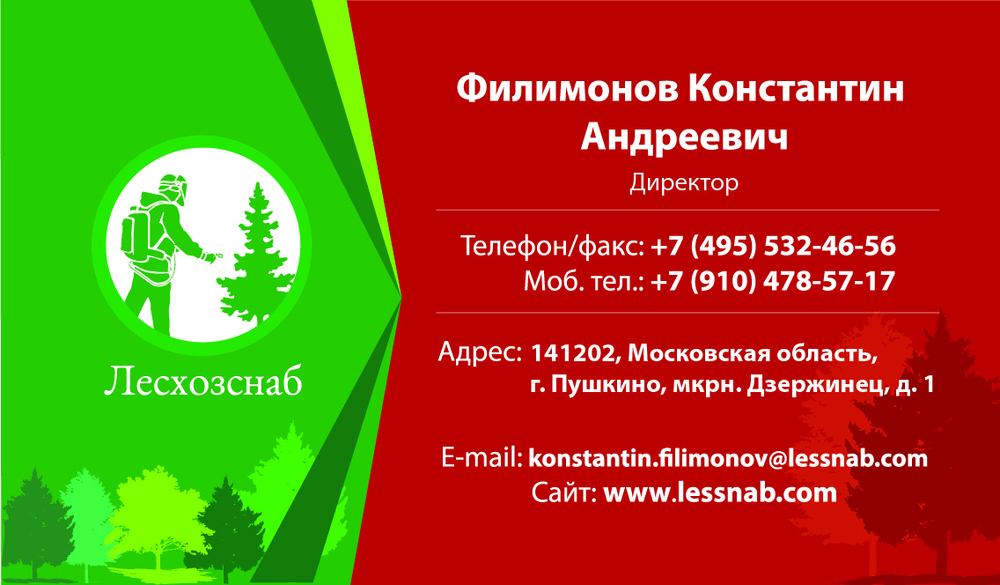 Лесхозснаб
Филимонов Константин
Андреевич
Директор
Телефон/факс: +7 (495) 532-46-56
Моб. тел.: +7 (910) 478-57-17
Адрес: 141202, Московская область,
г. Пушкино, мкрн. Дзержинец, д. 1
E-mail: konstantin.filimonov@lessnab.com
Сайт: www.lessnab.com